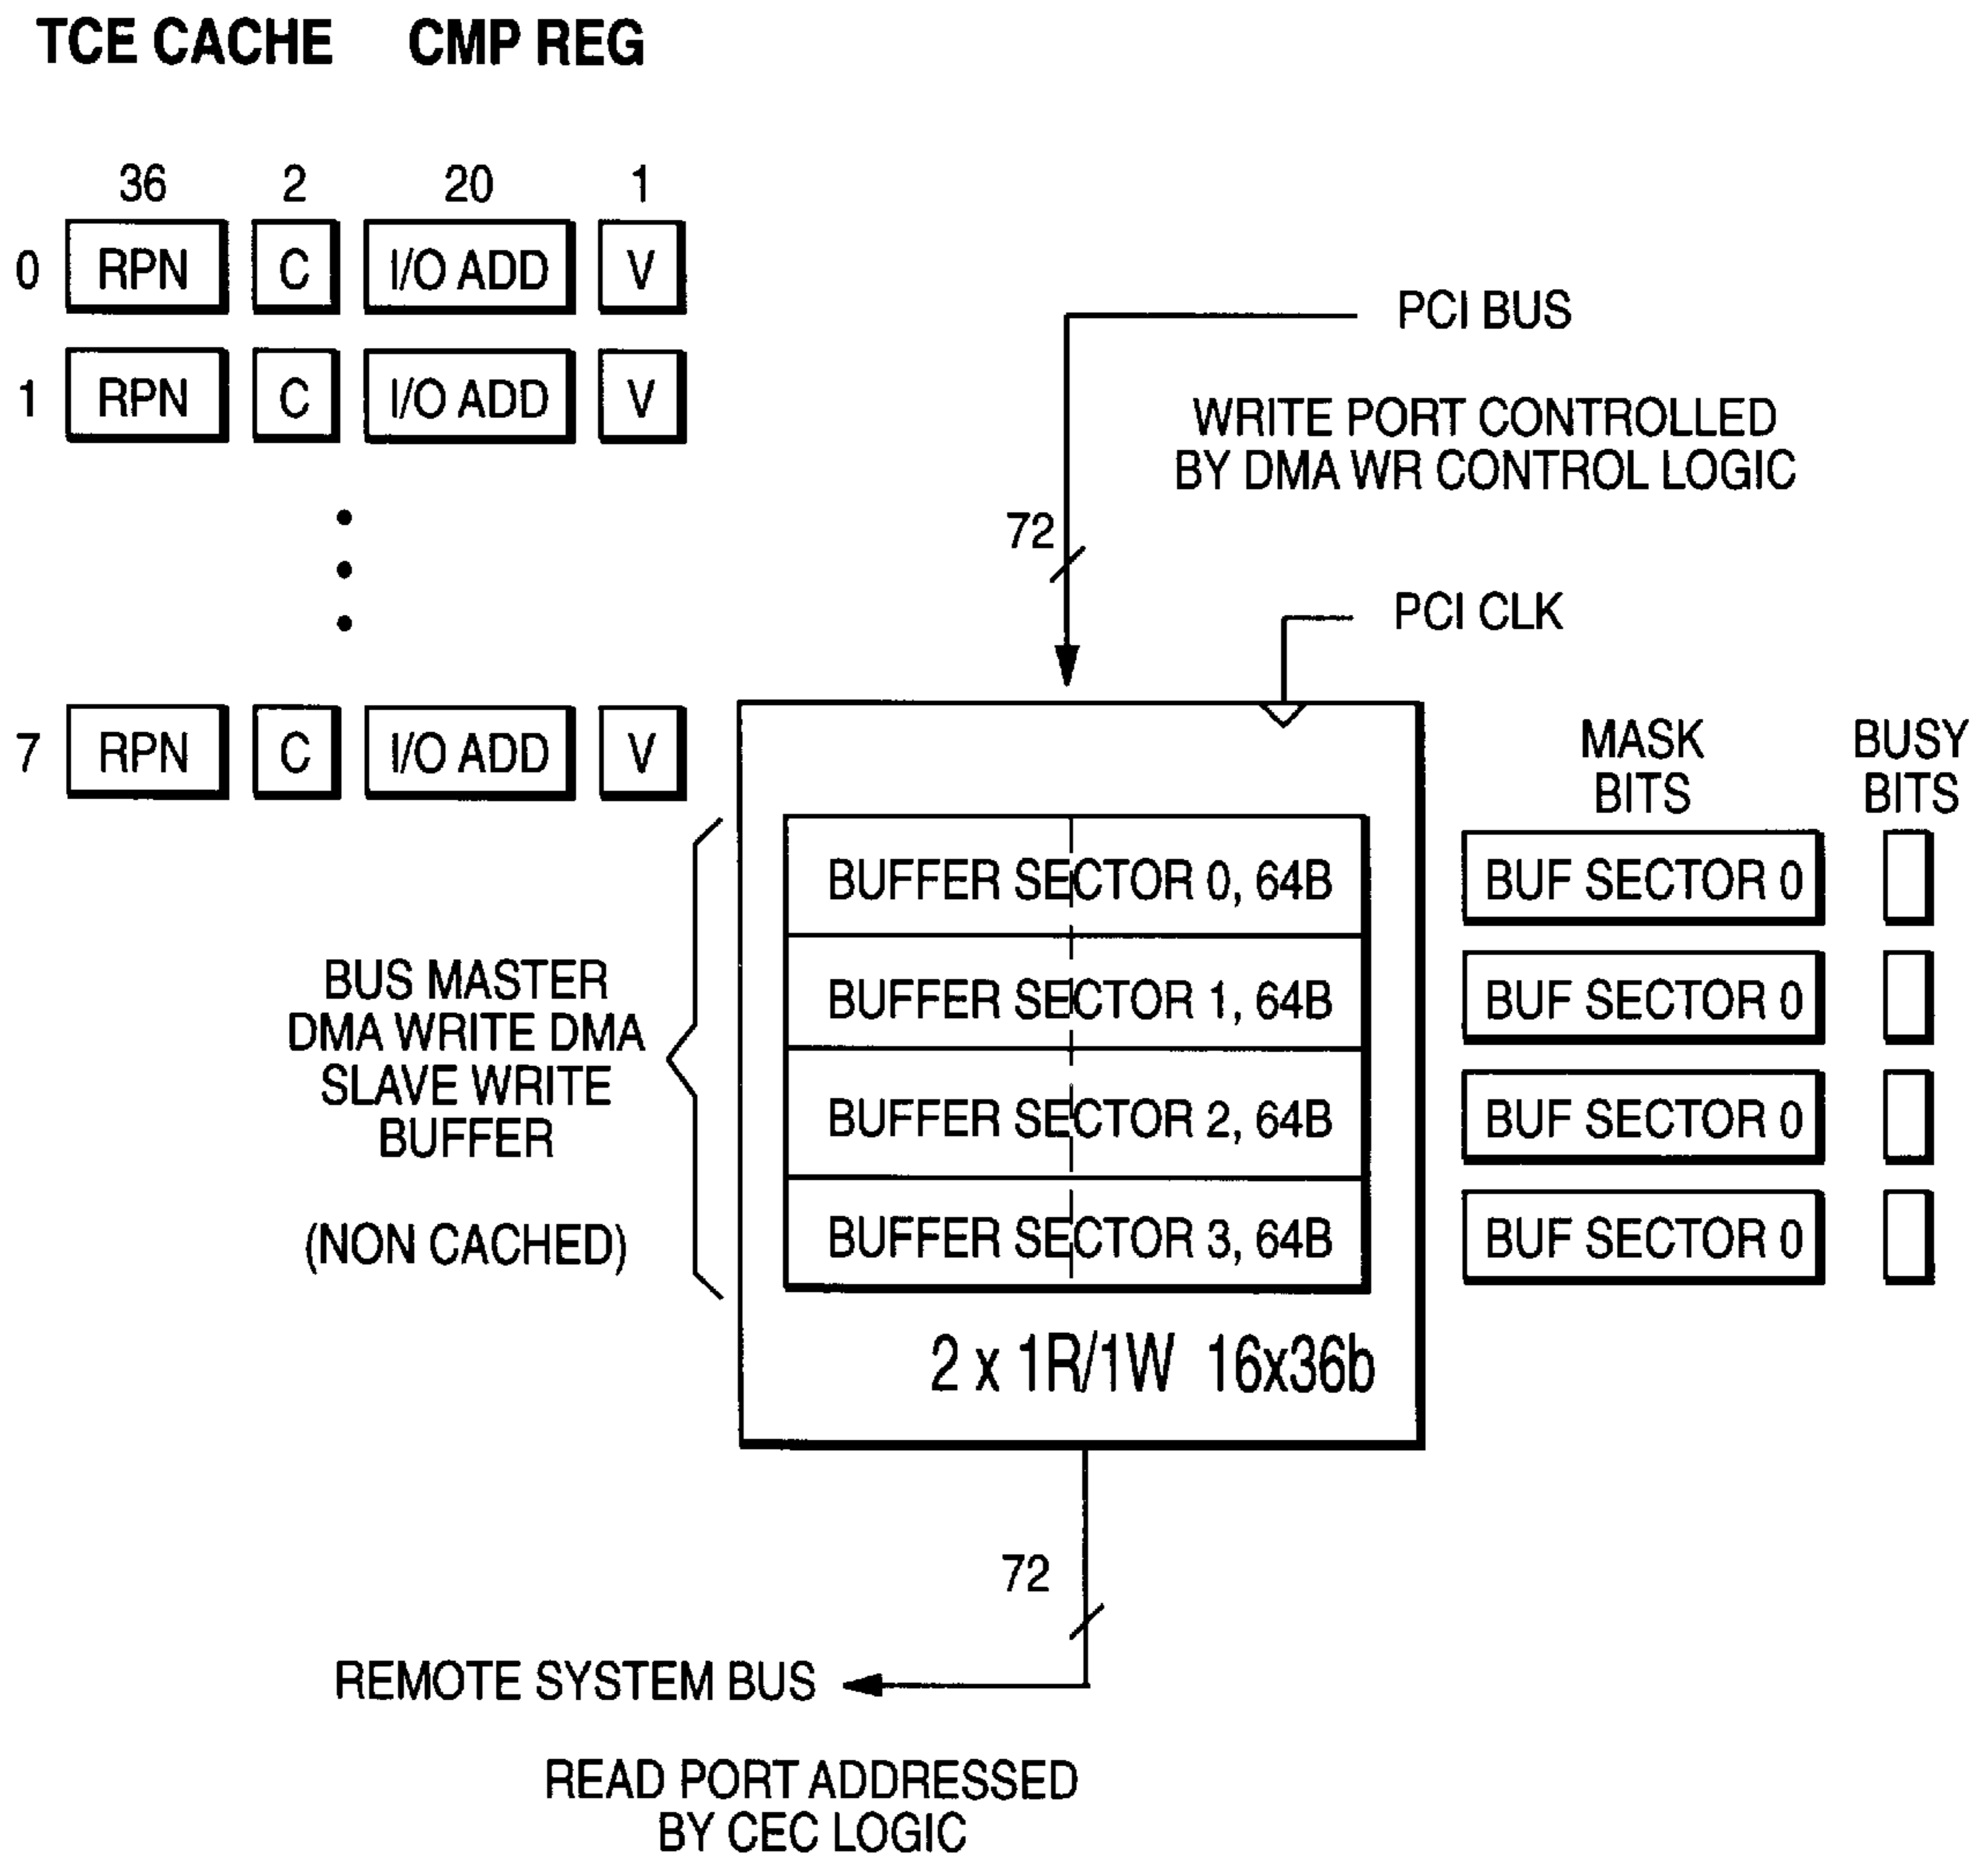 TCE CACHE CMP REG
36 2 20 1
0 RPN C I/O ADD V
1 RPN C I/O ADD V
7 RPN C I/O ADD V
PCI BUS
WRITE PORT CONTROLLED
BY DMA WR CONTROL LOGIC
72
PCI CLK
MASK
BITS
BUSY
BITS
BUFFER SECTOR 0, 64B
BUF SECTOR 0
BUFFER SECTOR 1, 64B
BUF SECTOR 0
BUFFER SECTOR 2, 64B
BUF SECTOR 0
BUFFER SECTOR 3, 64B
BUF SECTOR 0
BUS MASTER
DMA WRITE DMA
SLAVE WRITE
BUFFER
(NON CACHED)
2 x 1R/1W 16x36b
72
REMOTE SYSTEM BUS
READ PORT ADDRESSED
BY CEC LOGIC